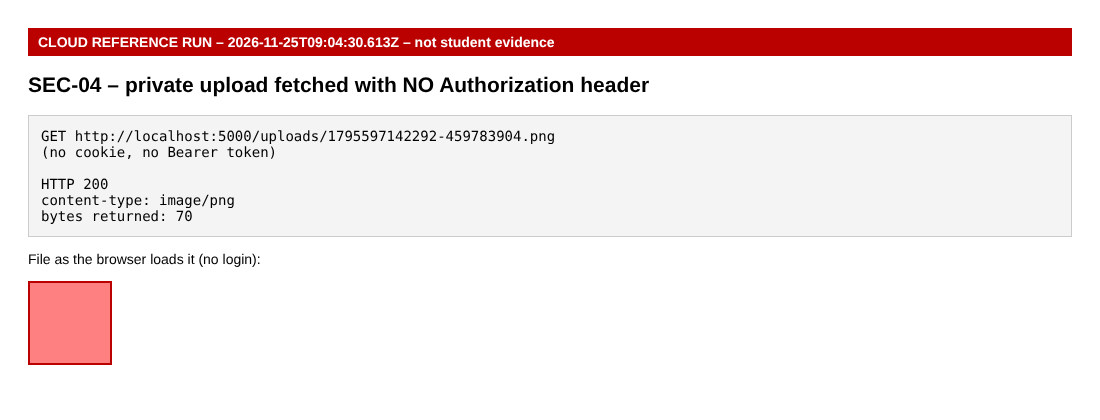 CLOUD REFERENCE RUN – 2026-11-25T09:04:30.613Z – not student evidence
SEC-04 – private upload fetched with NO Authorization header
GET http://localhost:5000/uploads/1795597142292-459783904.png
(no cookie, no Bearer token)
HTTP 200
content-type: image/png
bytes returned: 70
File as the browser loads it (no login):